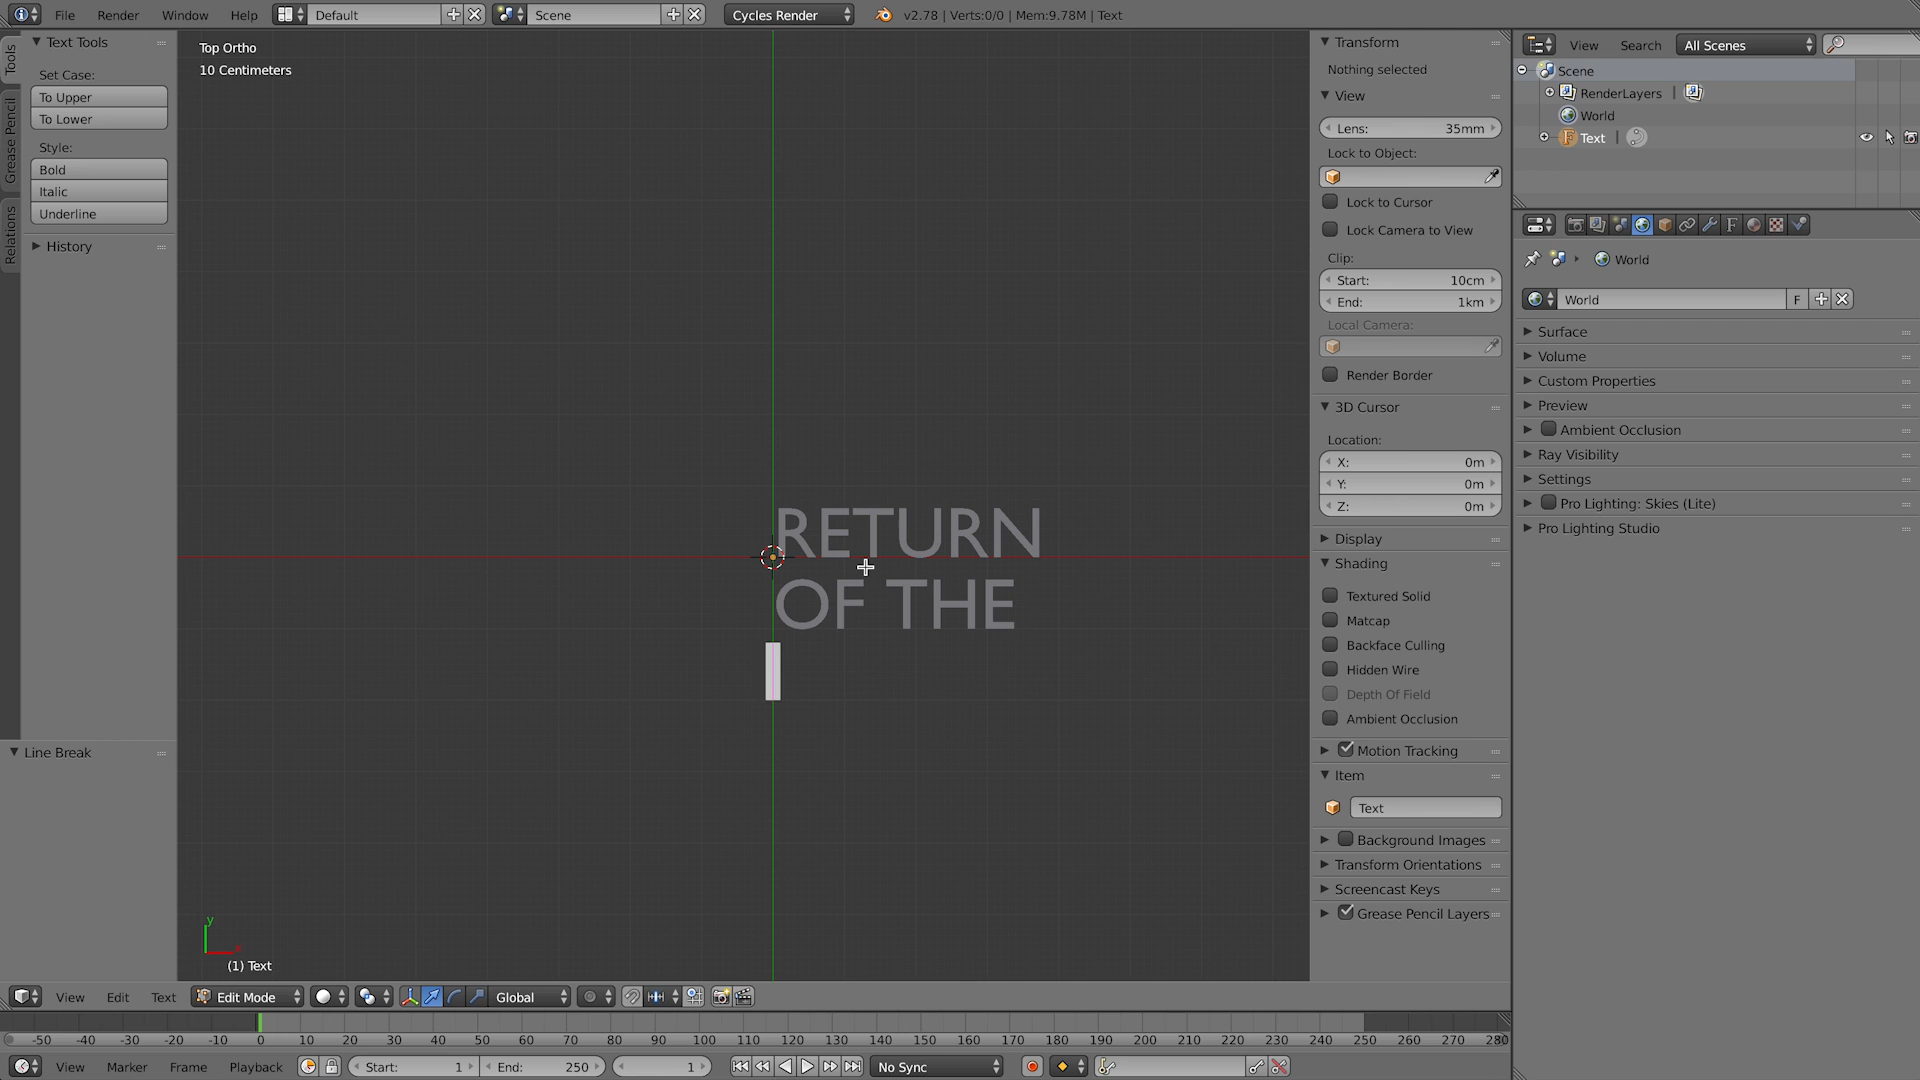 File Render Window Help Default Scene Cycles Render v2.78 | Verts:0/0 | Mem:9.78M | Text
Tools
Grease Pencil
Relations
Text Tools
Set Case:
To Upper
To Lower
Style:
Bold
Italic
Underline
History
Line Break
Top Ortho
10 Centimeters
RETURN
OF THE
y
x
(1) Text
Transform
Nothing selected
View
Lens: 35mm
Lock to Object:
Lock to Cursor
Lock Camera to View
Clip:
Start: 10cm
End: 1km
Local Camera:
Render Border
3D Cursor
Location:
X: 0m
Y: 0m
Z: 0m
Display
Shading
Textured Solid
Matcap
Backface Culling
Hidden Wire
Depth Of Field
Ambient Occlusion
Motion Tracking
Item
Text
Background Images
Transform Orientations
Screencast Keys
Grease Pencil Layers
View Search All Scenes
Scene
RenderLayers |
World
Text |
World
World F
Surface
Volume
Custom Properties
Preview
Ambient Occlusion
Ray Visibility
Settings
Pro Lighting: Skies (Lite)
Pro Lighting Studio
View Edit Text Edit Mode Global
-50 -40 -30 -20 -10 0 10 20 30 40 50 60 70 80 90 100 110 120 130 140 150 160 170 180 190 200 210 220 230 240 250 260 270 280
View Marker Frame Playback Start: 1 End: 250 1 No Sync